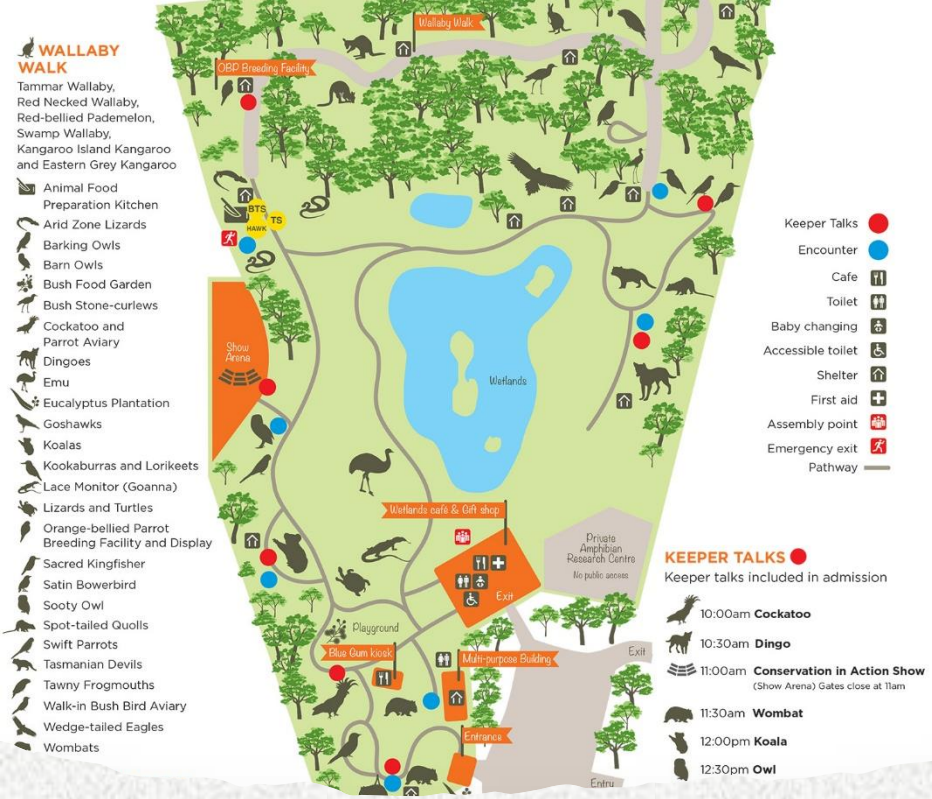 WALLABY
WALK
Tammar Wallaby,
Red Necked Wallaby,
Red-bellied Pademelon,
Swamp Wallaby,
Kangaroo Island Kangaroo
and Eastern Grey Kangaroo
Animal Food
Preparation Kitchen
Arid Zone Lizards
Barking Owls
Barn Owls
Bush Food Garden
Bush Stone-curlews
Cockatoo and
Parrot Aviary
Dingoes
Emu
Eucalyptus Plantation
Goshawks
Koalas
Kookaburras and Lorikeets
Lace Monitor (Goanna)
Lizards and Turtles
Orange-bellied Parrot
Breeding Facility and Display
Sacred Kingfisher
Satin Bowerbird
Sooty Owl
Spot-tailed Quolls
Swift Parrots
Tasmanian Devils
Tawny Frogmouths
Walk-in Bush Bird Aviary
Wedge-tailed Eagles
Wombats
Wallaby Walk
OBP Breeding Facility
BTS
TS
HAWK
Show
Arena
Wetlands
Wetlands café & Gift shop
Exit
Private
Amphibian
Research Centre
No public access
Playground
Blue Gum kiosk
Multi-purpose Building
Exit
Entrance
Entry
Keeper Talks
Encounter
Cafe
Toilet
Baby changing
Accessible toilet
Shelter
First aid
Assembly point
Emergency exit
Pathway
KEEPER TALKS
Keeper talks included in admission
10:00am Cockatoo
10:30am Dingo
11:00am Conservation in Action Show
(Show Arena) Gates close at 11am
11:30am Wombat
12:00pm Koala
12:30pm Owl